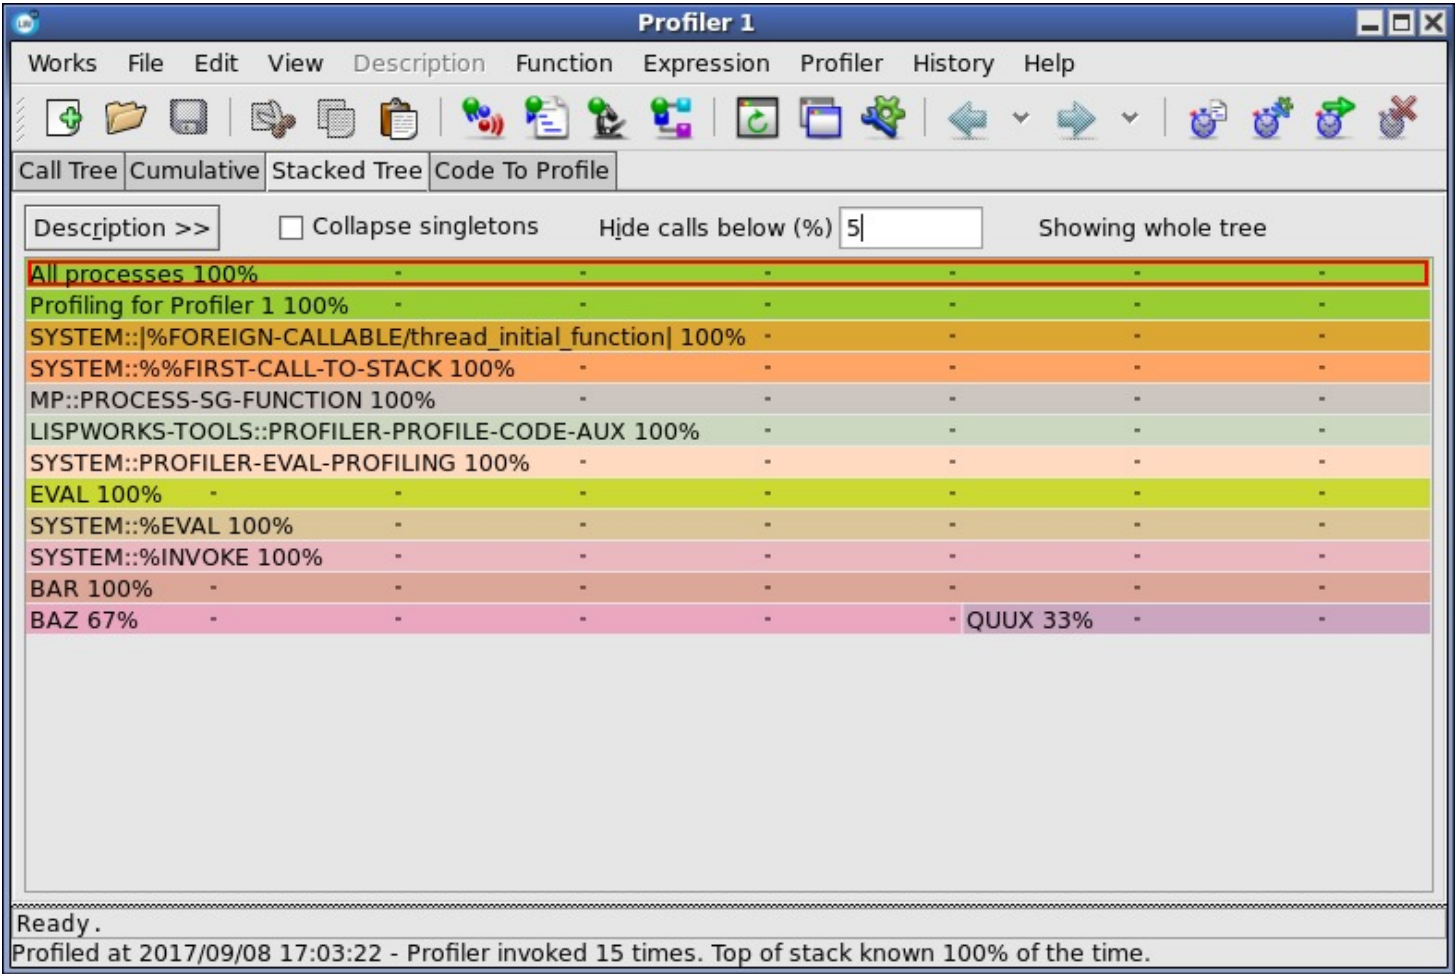 Profiler 1
Works File Edit View Description Function Expression Profiler History Help
Call Tree Cumulative Stacked Tree Code To Profile
Description >> Collapse singletons Hide calls below (%) 5 Showing whole tree
All processes 100% - - - - - -
Profiling for Profiler 1 100% - - - - - -
SYSTEM::|%FOREIGN-CALLABLE/thread_initial_function| 100% - - - -
SYSTEM::%%FIRST-CALL-TO-STACK 100% - - - - -
MP::PROCESS-SG-FUNCTION 100% - - - - -
LISPWORKS-TOOLS::PROFILER-PROFILE-CODE-AUX 100% - - - -
SYSTEM::PROFILER-EVAL-PROFILING 100% - - - - -
EVAL 100% - - - - - - -
SYSTEM::%EVAL 100% - - - - - -
SYSTEM::%INVOKE 100% - - - - - -
BAR 100% - - - - - - -
BAZ 67% - - - - - QUUX 33% - -
Ready.
Profiled at 2017/09/08 17:03:22 - Profiler invoked 15 times. Top of stack known 100% of the time.